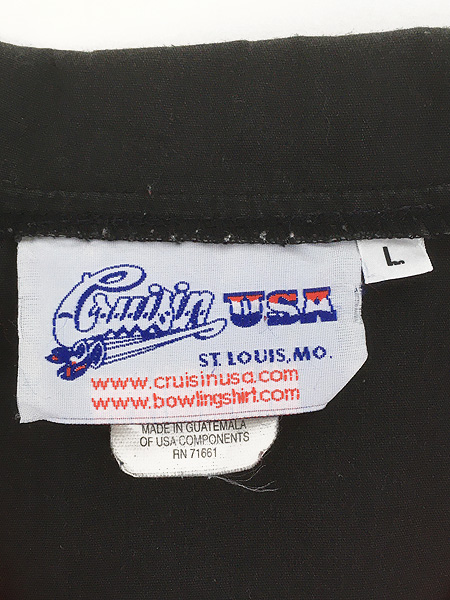 Cruisin USA
L
ST. LOUIS, MO.
www.cruisinusa.com
www.bowlingshirt.com
MADE IN GUATEMALA
OF USA COMPONENTS
RN 71661